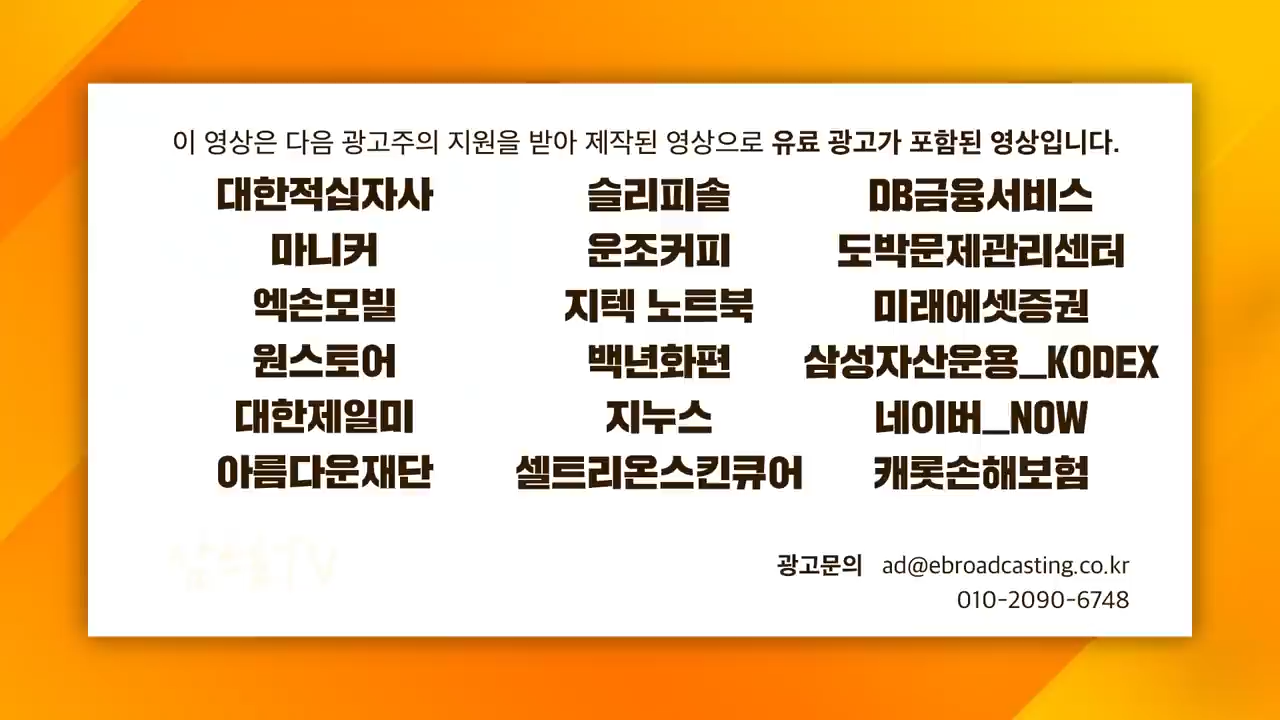 이 영상은 다음 광고주의 지원을 받아 제작된 영상으로 유료 광고가 포함된 영상입니다.
대한적십자사 슬리피솔 DB금융서비스
마니커 운조커피 도박문제관리센터
엑손모빌 지텍 노트북 미래에셋증권
원스토어 백년화편 삼성자산운용_KODEX
대한제일미 지누스 네이버_NOW
아름다운재단 셀트리온스킨큐어 캐롯손해보험
광고문의 ad@ebroadcasting.co.kr
010-2090-6748